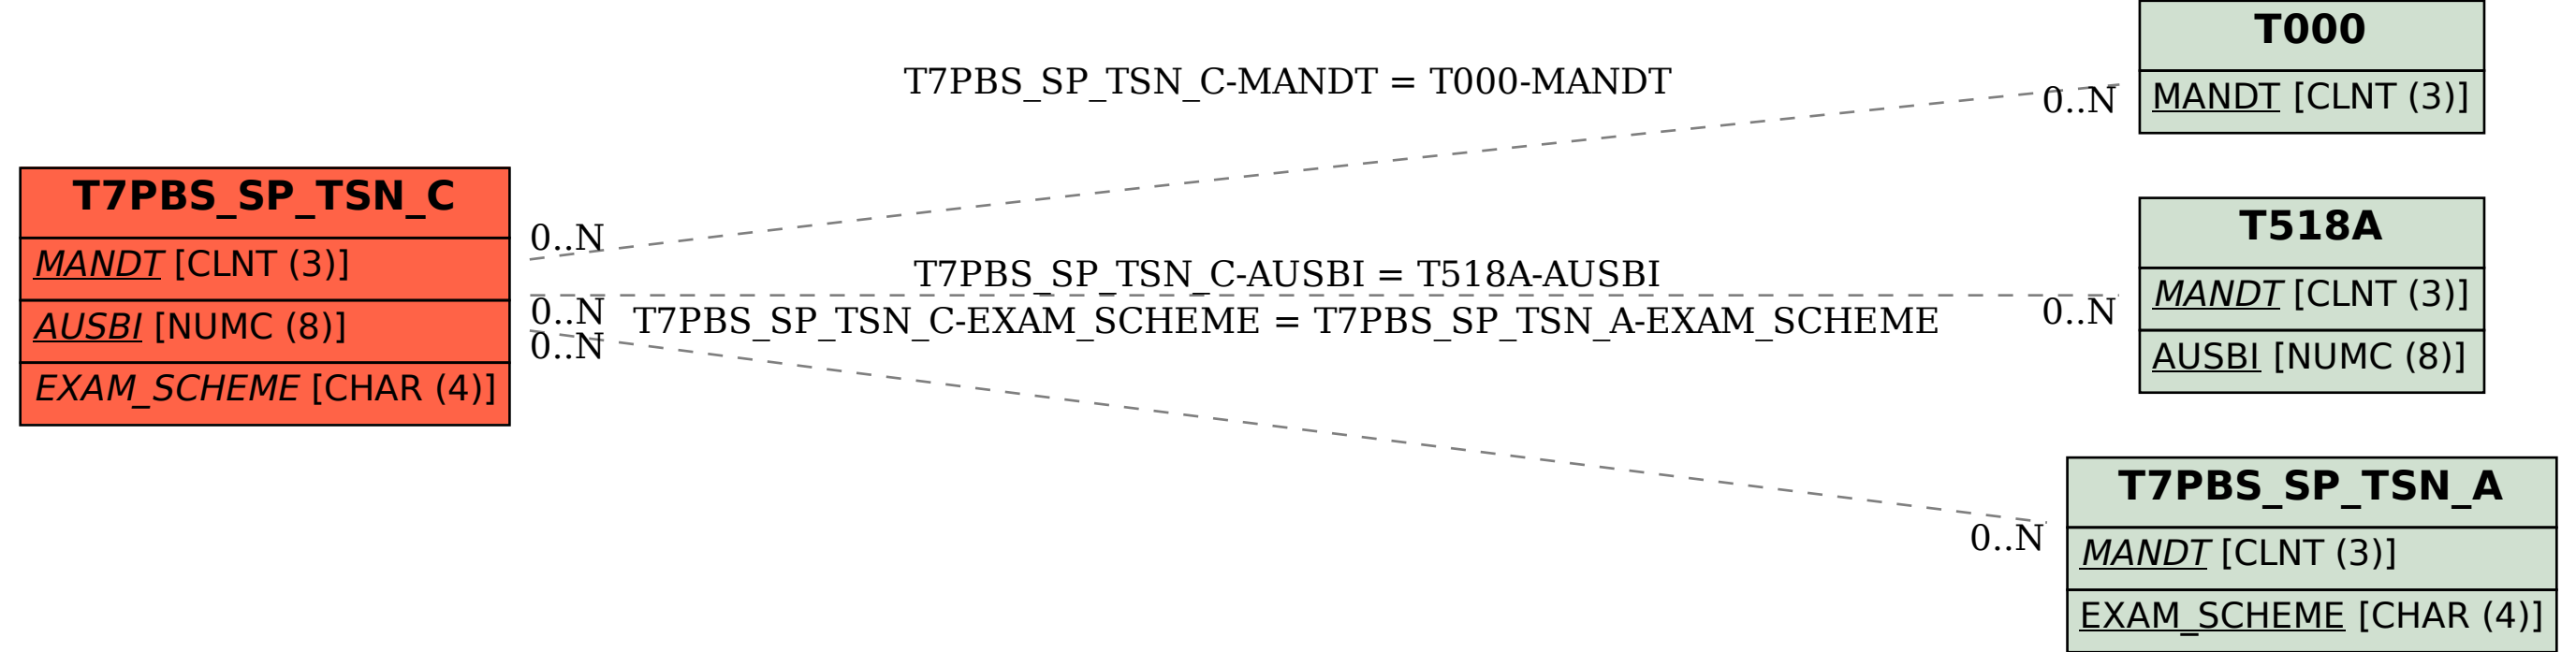 T7PBS_SP_TSN_C
MANDT [CLNT (3)]
AUSBI [NUMC (8)]
EXAM_SCHEME [CHAR (4)]
T7PBS_SP_TSN_C-MANDT = T000-MANDT
0..N
0..N
T7PBS_SP_TSN_C-AUSBI = T518A-AUSBI
0..N
0..N
T7PBS_SP_TSN_C-EXAM_SCHEME = T7PBS_SP_TSN_A-EXAM_SCHEME
0..N
0..N
T000
MANDT [CLNT (3)]
T518A
MANDT [CLNT (3)]
AUSBI [NUMC (8)]
T7PBS_SP_TSN_A
MANDT [CLNT (3)]
EXAM_SCHEME [CHAR (4)]